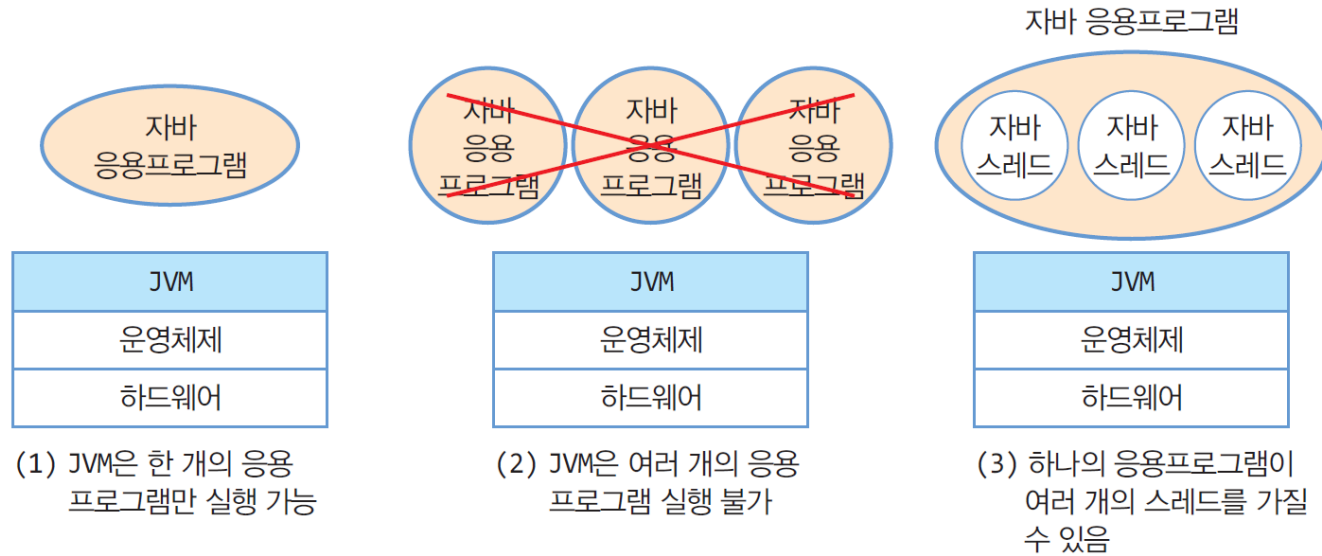 자바
응용프로그램
JVM
운영체제
하드웨어
(1) JVM은 한 개의 응용
프로그램만 실행 가능
자바
응용
프로그램
자바
응용
프로그램
자바
응용
프로그램
JVM
운영체제
하드웨어
(2) JVM은 여러 개의 응용
프로그램 실행 불가
자바 응용프로그램
자바
스레드
자바
스레드
자바
스레드
JVM
운영체제
하드웨어
(3) 하나의 응용프로그램이
여러 개의 스레드를 가질
수 있음